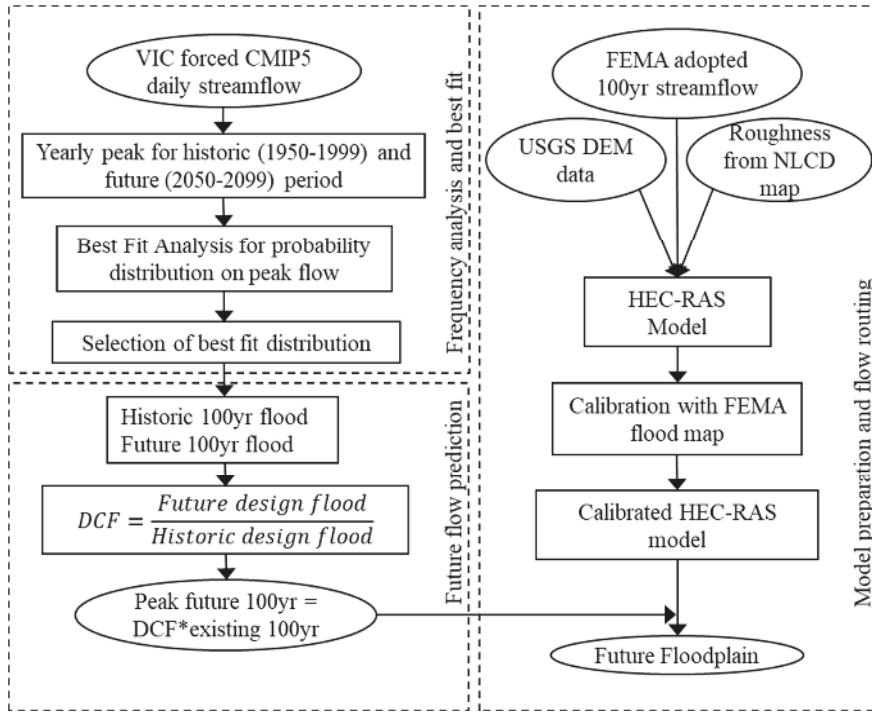 VIC forced CMIP5
daily streamflow
Yearly peak for historic (1950-1999) and
future (2050-2099) period
Best Fit Analysis for probability
distribution on peak flow
Selection of best fit distribution
Frequency analysis and best fit
Historic 100yr flood
Future 100yr flood
DCF = Future design flood
Historic design flood
Peak future 100yr =
DCF*existing 100yr
Future flow prediction
FEMA adopted
100yr streamflow
USGS DEM
data
Roughness
from NLCD
map
HEC-RAS
Model
Calibration with FEMA
flood map
Calibrated HEC-RAS
model
Future Floodplain
Model preparation and flow routing